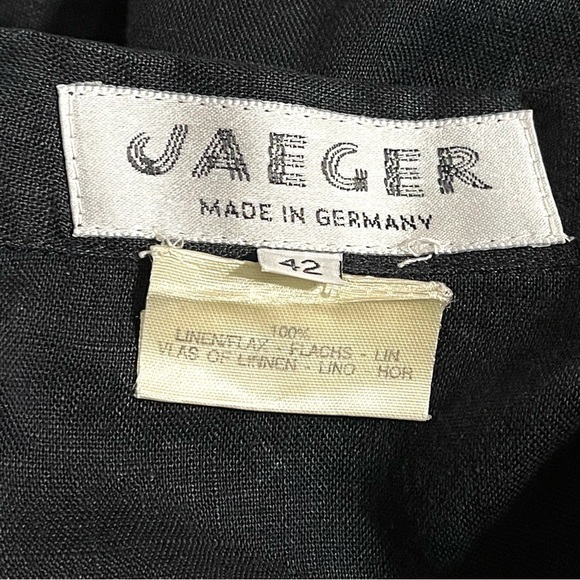 JAEGER
MADE IN GERMANY
42
100%
LINEN/FLAX - FLACHS - LIN
VLAS OF LINNEN - LINO - HOR